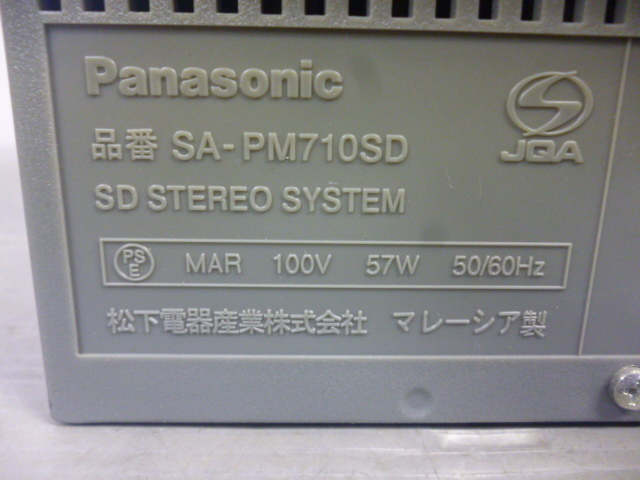 Panasonic
JQA
品番 SA-PM710SD
SD STEREO SYSTEM
PS
E MAR 100V 57W 50/60Hz
松下電器産業株式会社 マレーシア製